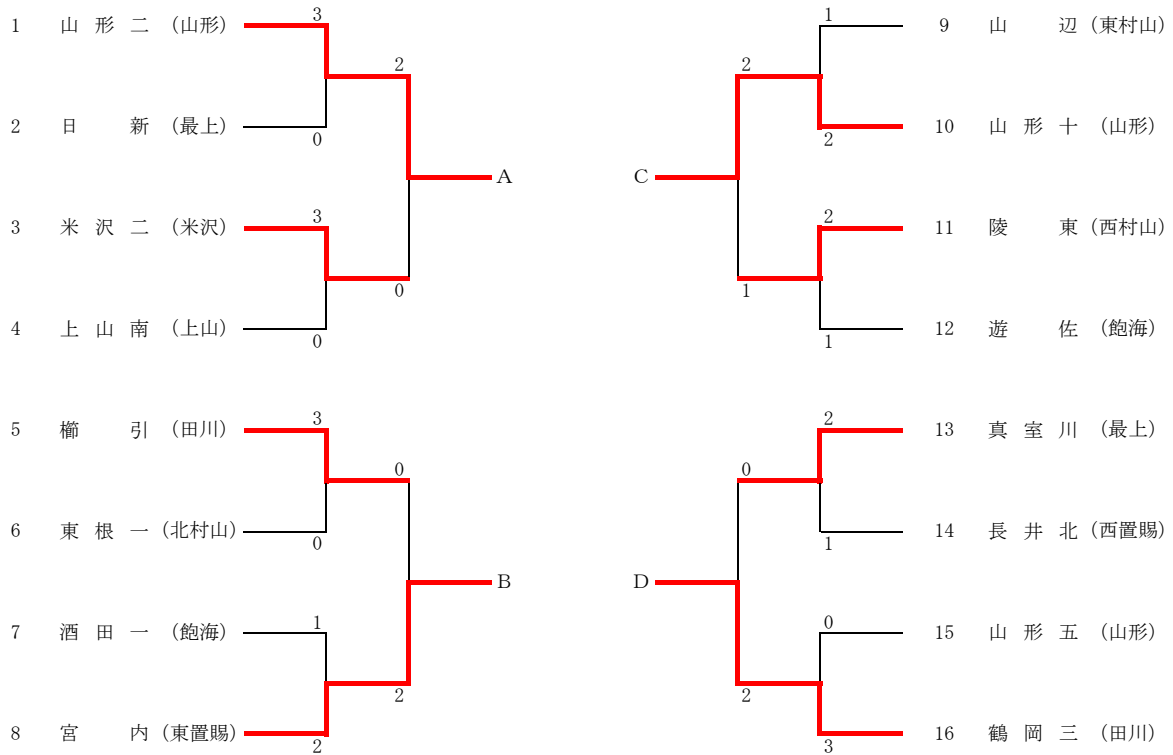 1 山形二 (山形) 3
2
2 日新 (最上) 0
A
3 米沢二 (米沢) 3
0
4 上山南 (上山) 0
5 櫛引 (田川) 3
0
6 東根一 (北村山) 0
B
7 酒田一 (飽海) 1
2
8 宮内 (東置賜) 2
1 9 山辺 (東村山)
2
2 10 山形十 (山形)
C
2 11 陵東 (西村山)
1
1 12 遊佐 (飽海)
2 13 真室川 (最上)
0
1 14 長井北 (西置賜)
D
0 15 山形五 (山形)
2
3 16 鶴岡三 (田川)